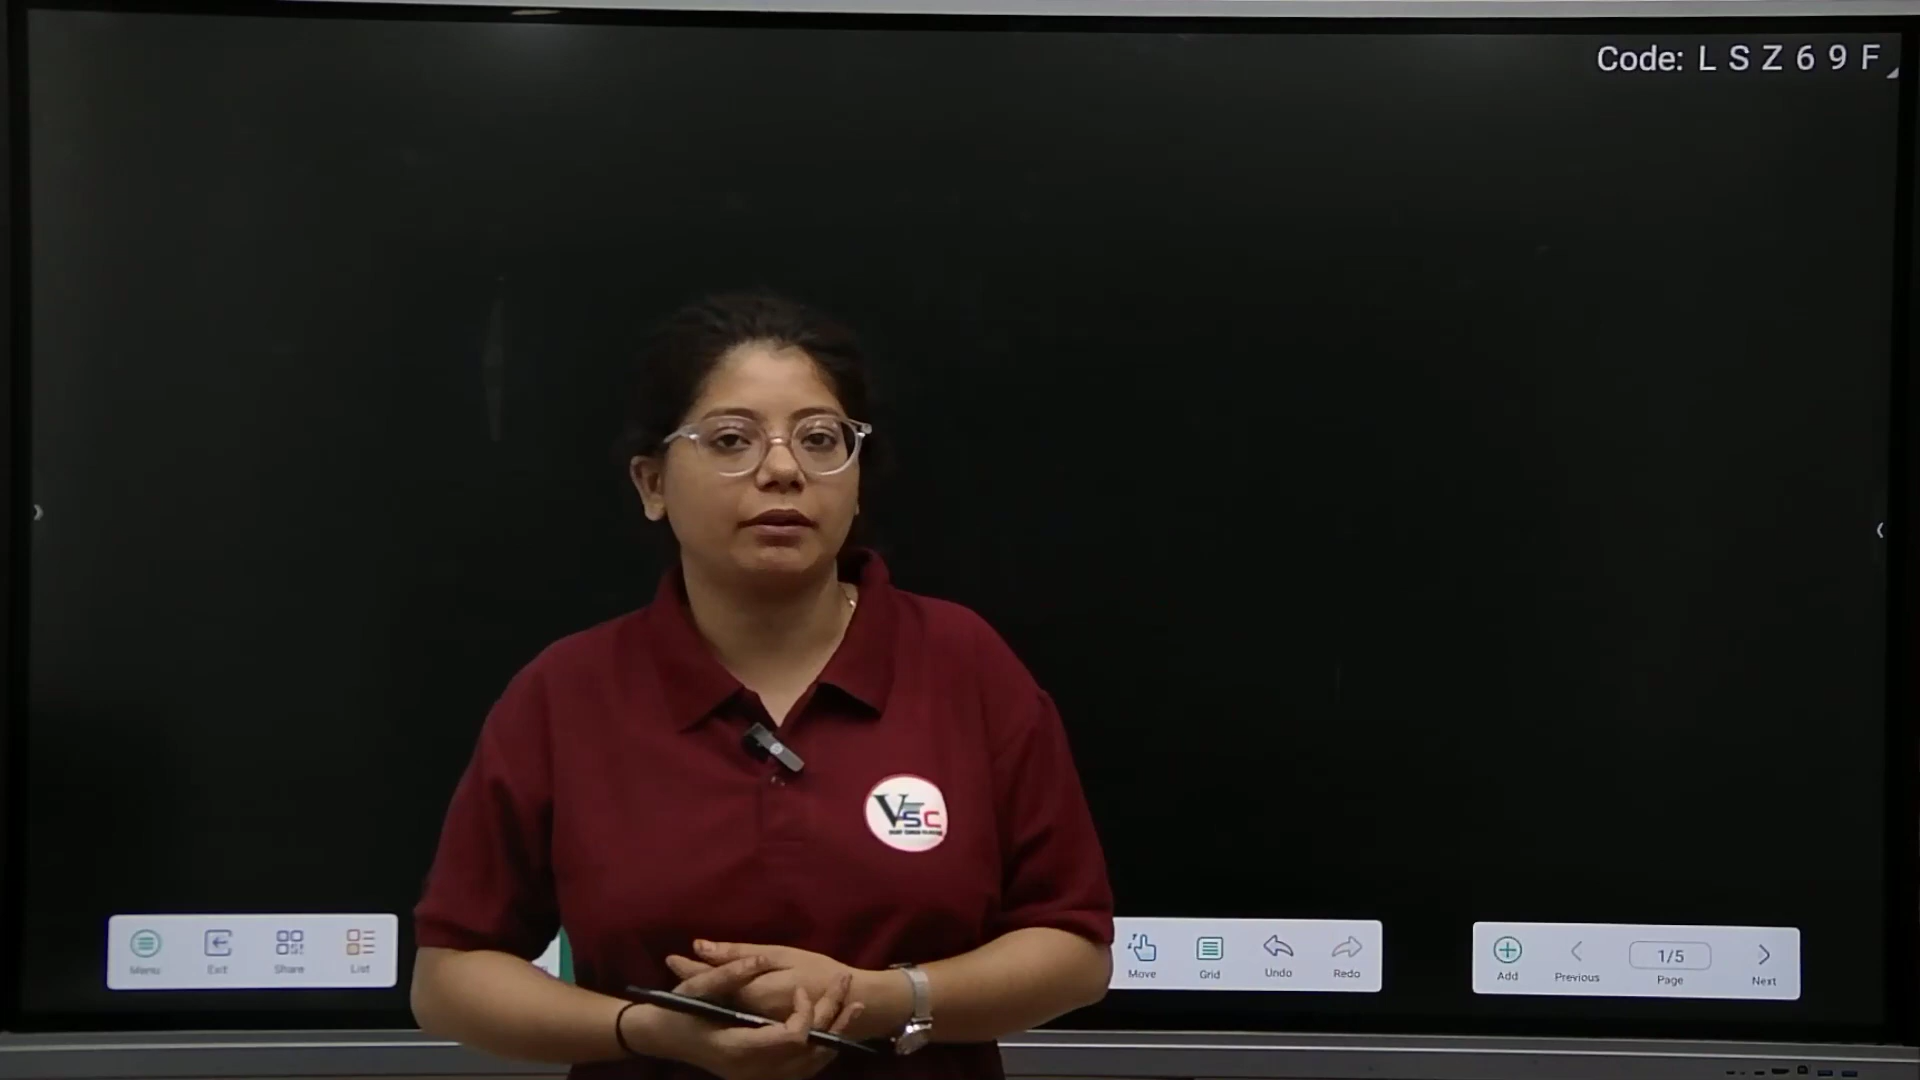 Code: L S Z 6 9 F
VSC
Menu Exit Share List
Move Grid Undo Redo
Add Previous 1/5 Page Next